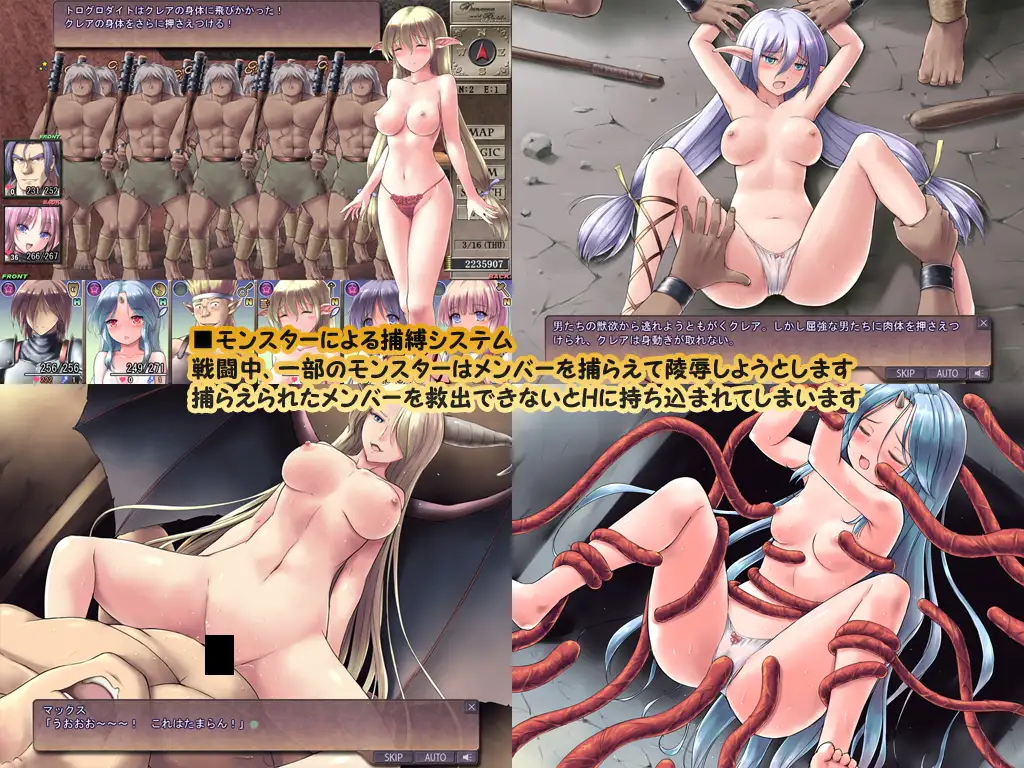 トログロダイトはクレアの身体に飛びかかった！
クレアの身体をさらに押さえつける！
N:2 E:1
MAP
FRONT
231/252
266/267
36
3/16(THU)
2235907
FRONT
256/256
249/271
■モンスターによる捕縛システム
戦闘中、一部のモンスターはメンバーを捕らえて陵辱しようとします
捕らえられたメンバーを救出できないとHに持ち込まれてしまいます
男たちの獣欲から逃れようともがくクレア。しかし屈強な男たちに肉体を押さえつ
けられ、クレアは身動きが取れない。
SKIP
AUTO
マックス
「うおおお～～～！　これはたまらん！」
SKIP
AUTO